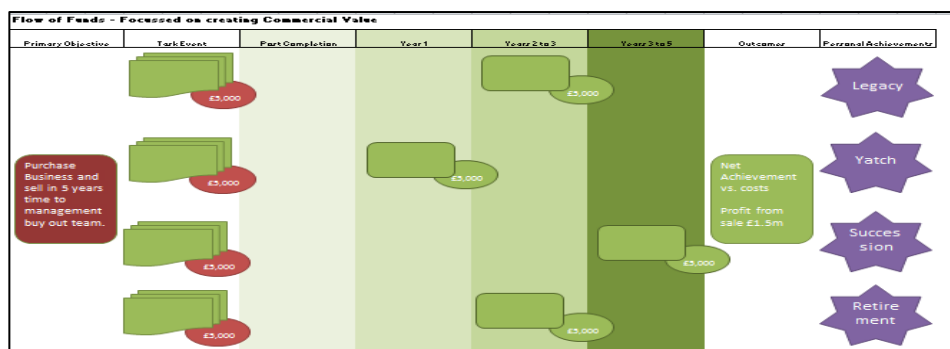 Flow of Funds - Focussed on creating Commercial Value
Primary Objective Task Event Post Completion Year 1 Years 2 to 3 Years 3 to 5 Outcomes Personal Achievements
£5,000
£5,000
Legacy
Purchase
Business and
sell in 5 years
time to
management
buy out team.
£5,000
£5,000
Net
Achievement
vs. costs
Profit from
sale £1.5m
Yatch
£5,000
£5,000
Succes
sion
£5,000
£5,000
Retire
ment